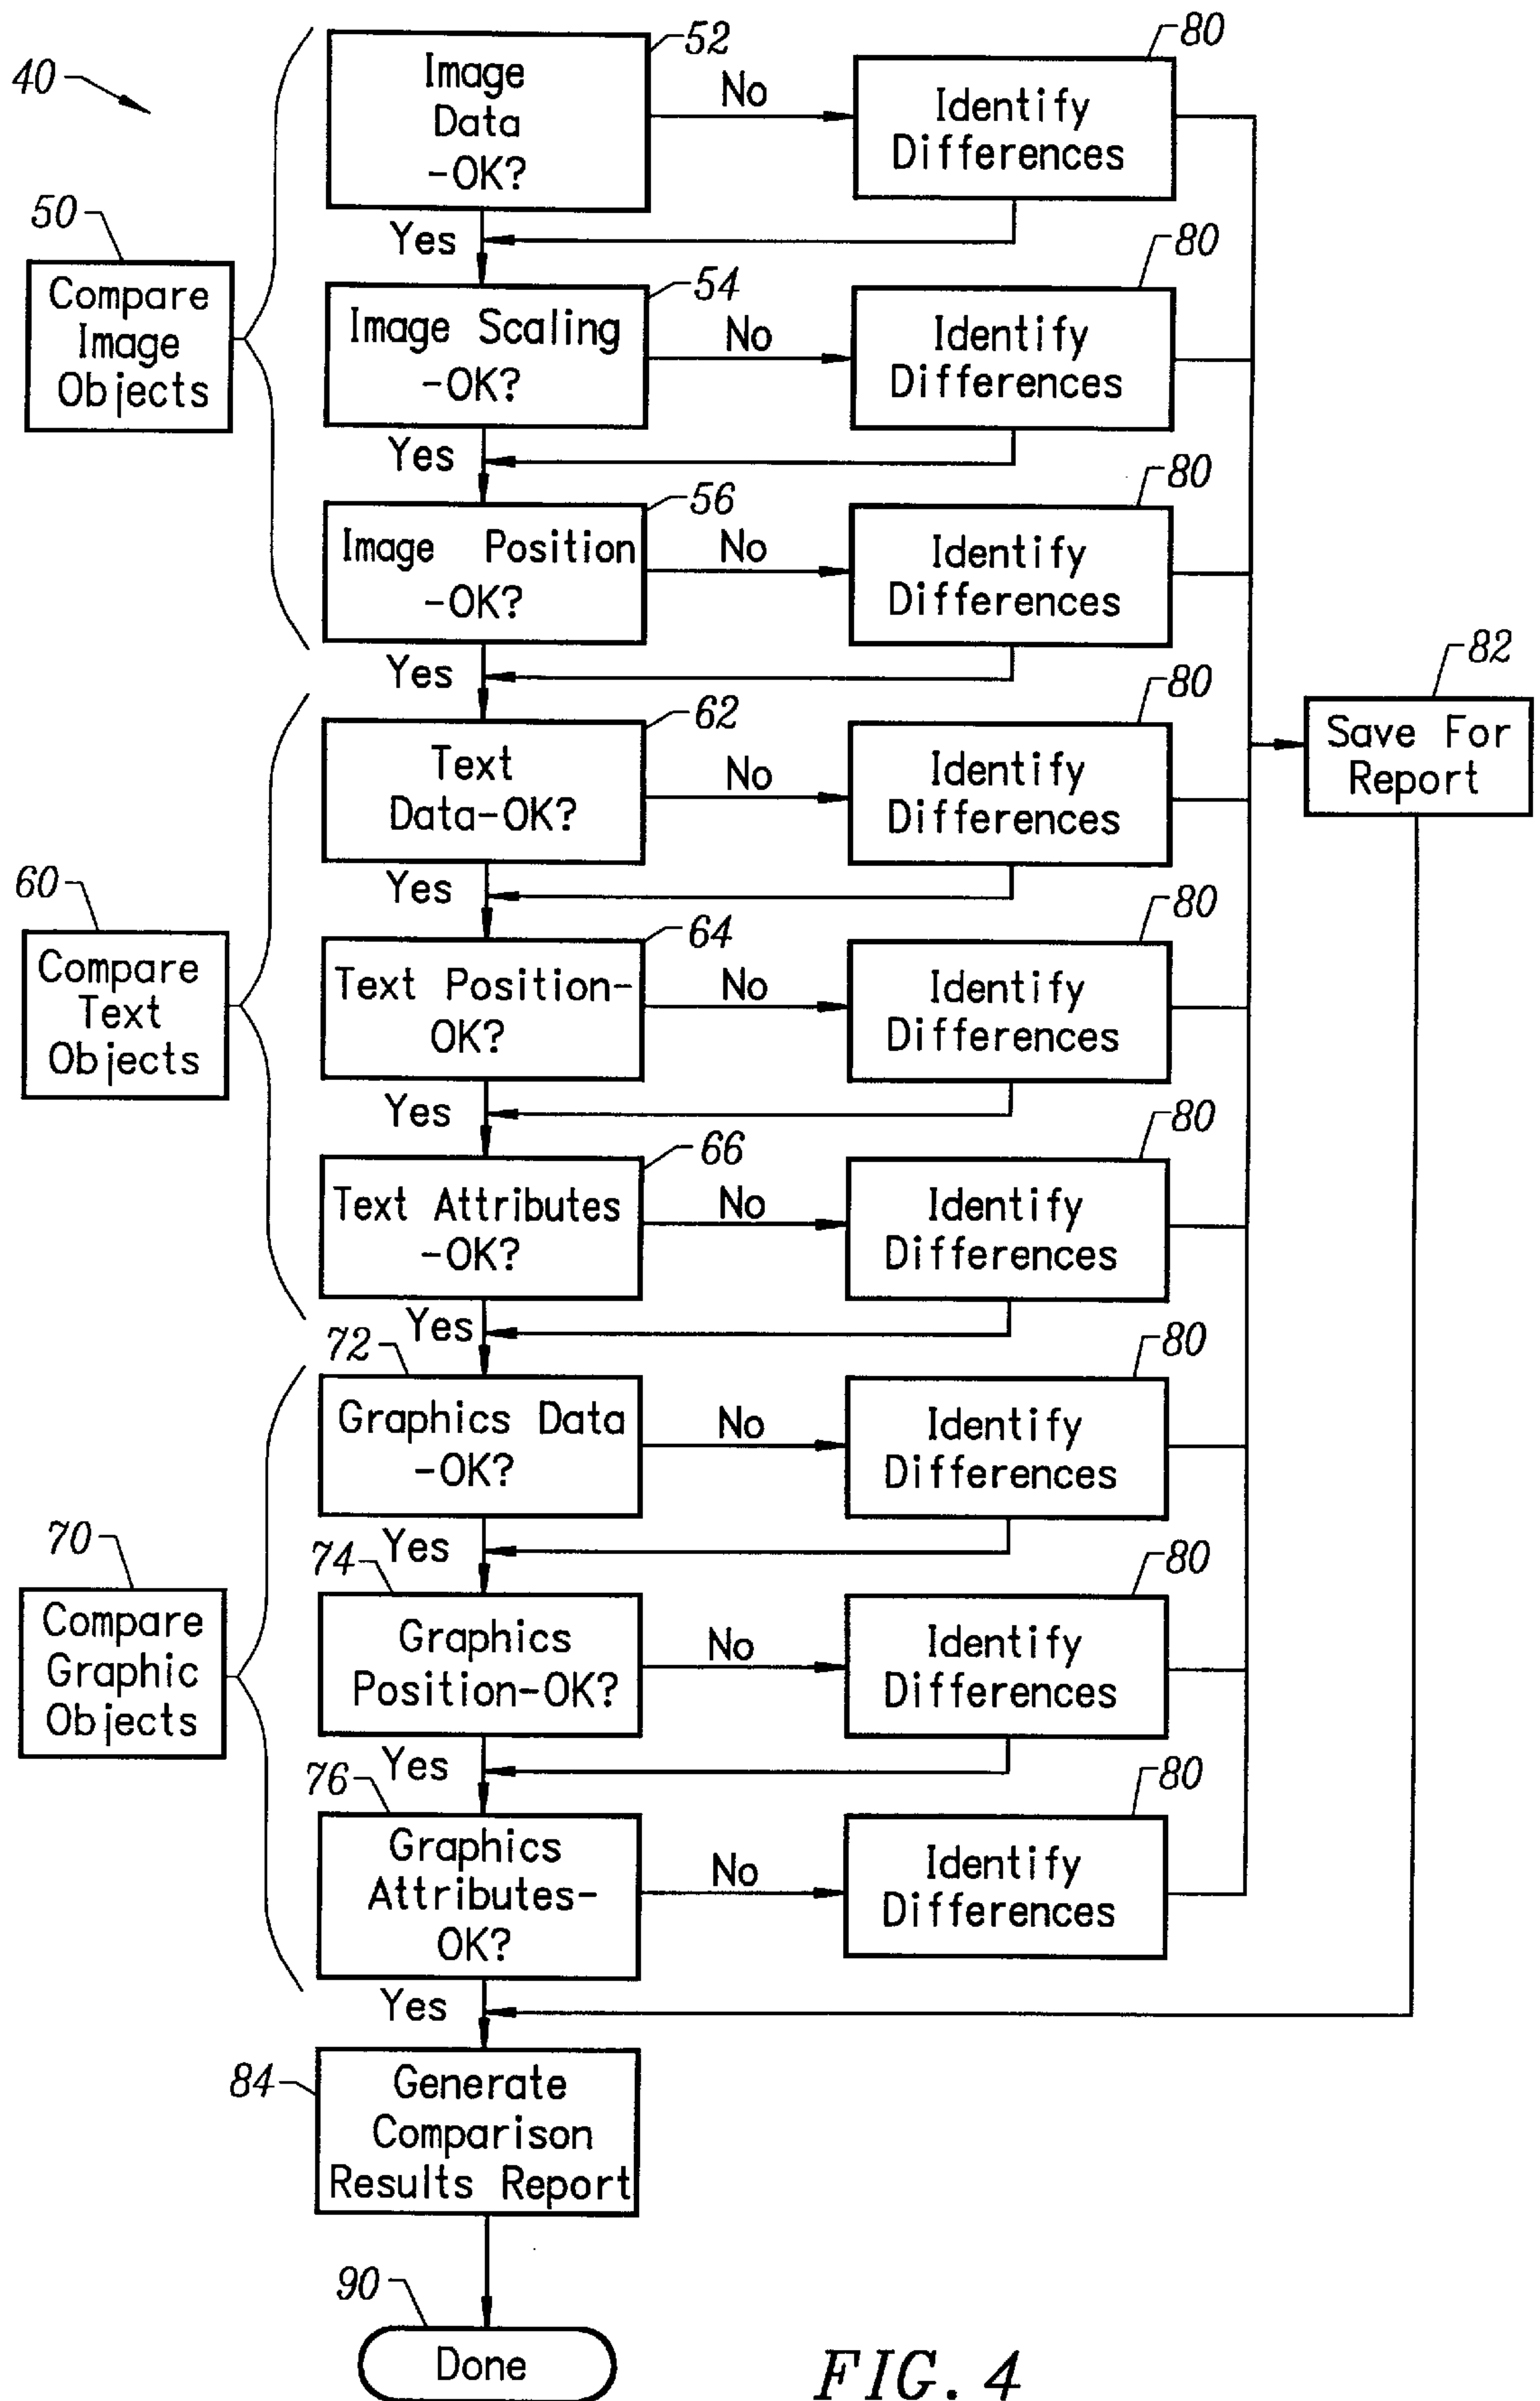 40
52
Image
Data
-OK?
No
80
Identify
Differences
Yes
50
Compare
Image
Objects
54
Image Scaling
-OK?
No
80
Identify
Differences
Yes
56
Image Position
-OK?
No
80
Identify
Differences
Yes
82
Save For
Report
62
Text
Data-OK?
No
80
Identify
Differences
Yes
60
Compare
Text
Objects
64
Text Position-
OK?
No
80
Identify
Differences
Yes
66
Text Attributes
-OK?
No
80
Identify
Differences
Yes
72
Graphics Data
-OK?
No
80
Identify
Differences
Yes
70
Compare
Graphic
Objects
74
Graphics
Position-OK?
No
80
Identify
Differences
Yes
76
Graphics
Attributes-
OK?
No
80
Identify
Differences
Yes
84
Generate
Comparison
Results Report
90
Done
FIG. 4